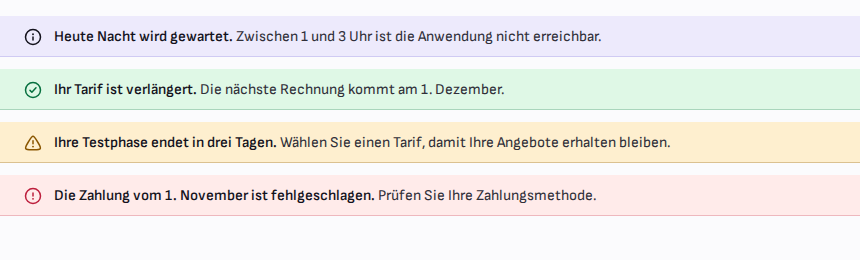 Heute Nacht wird gewartet. Zwischen 1 und 3 Uhr ist die Anwendung nicht erreichbar.
Ihr Tarif ist verlängert. Die nächste Rechnung kommt am 1. Dezember.
Ihre Testphase endet in drei Tagen. Wählen Sie einen Tarif, damit Ihre Angebote erhalten bleiben.
Die Zahlung vom 1. November ist fehlgeschlagen. Prüfen Sie Ihre Zahlungsmethode.